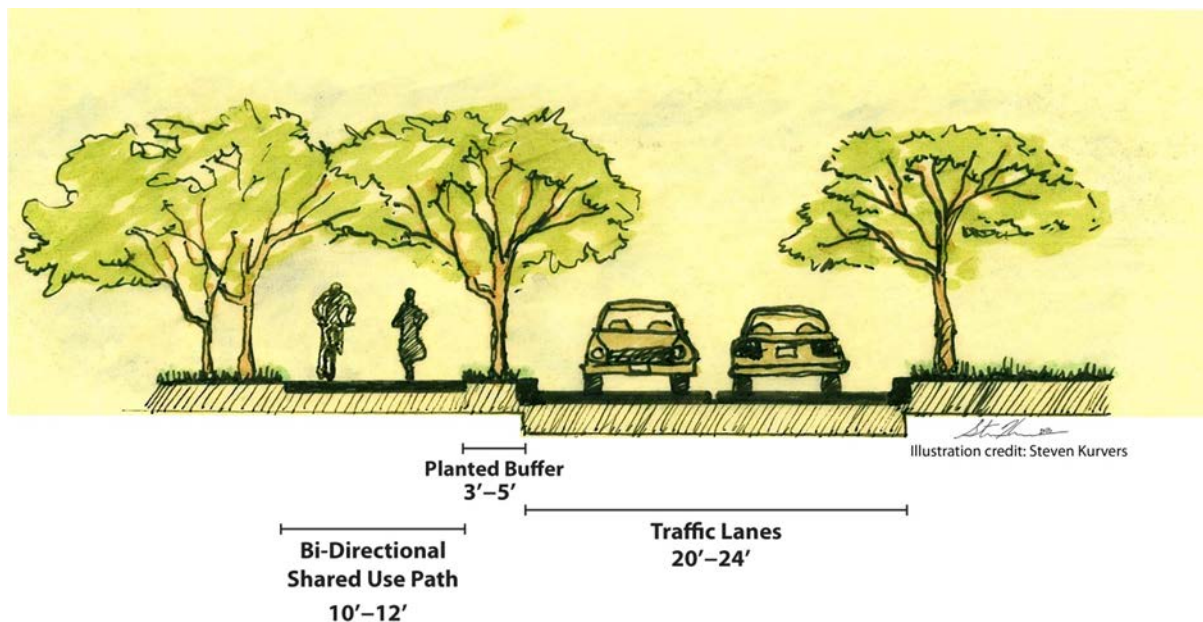 Illustration credit: Steven Kurvers
Planted Buffer
3’–5’
Traffic Lanes
20’–24’
Bi-Directional
Shared Use Path
10’–12’